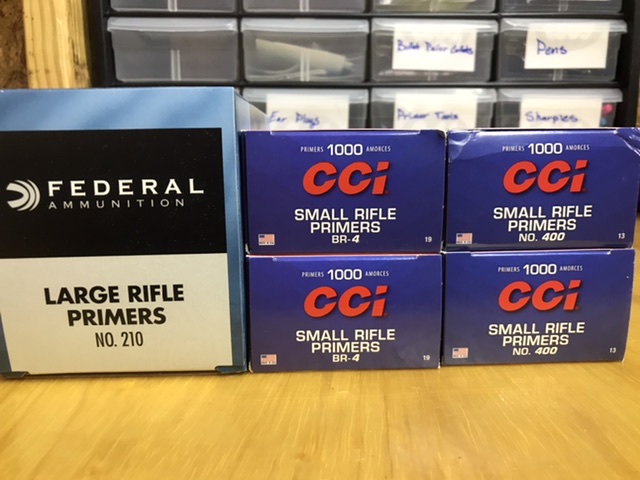 Bullet Puller Collets
Pens
Ear Plugs
Primer Tools
Sharpies
FEDERAL
AMMUNITION
LARGE RIFLE
PRIMERS
NO. 210
PRIMERS 1000 AMORCES
CCI
SMALL RIFLE
PRIMERS
BR-4
19
PRIMERS 1000 AMORCES
CCI
SMALL RIFLE
PRIMERS
NO. 400
13
PRIMERS 1000 AMORCES
CCI
SMALL RIFLE
PRIMERS
BR-4
19
PRIMERS 1000 AMORCES
CCI
SMALL RIFLE
PRIMERS
NO. 400
13